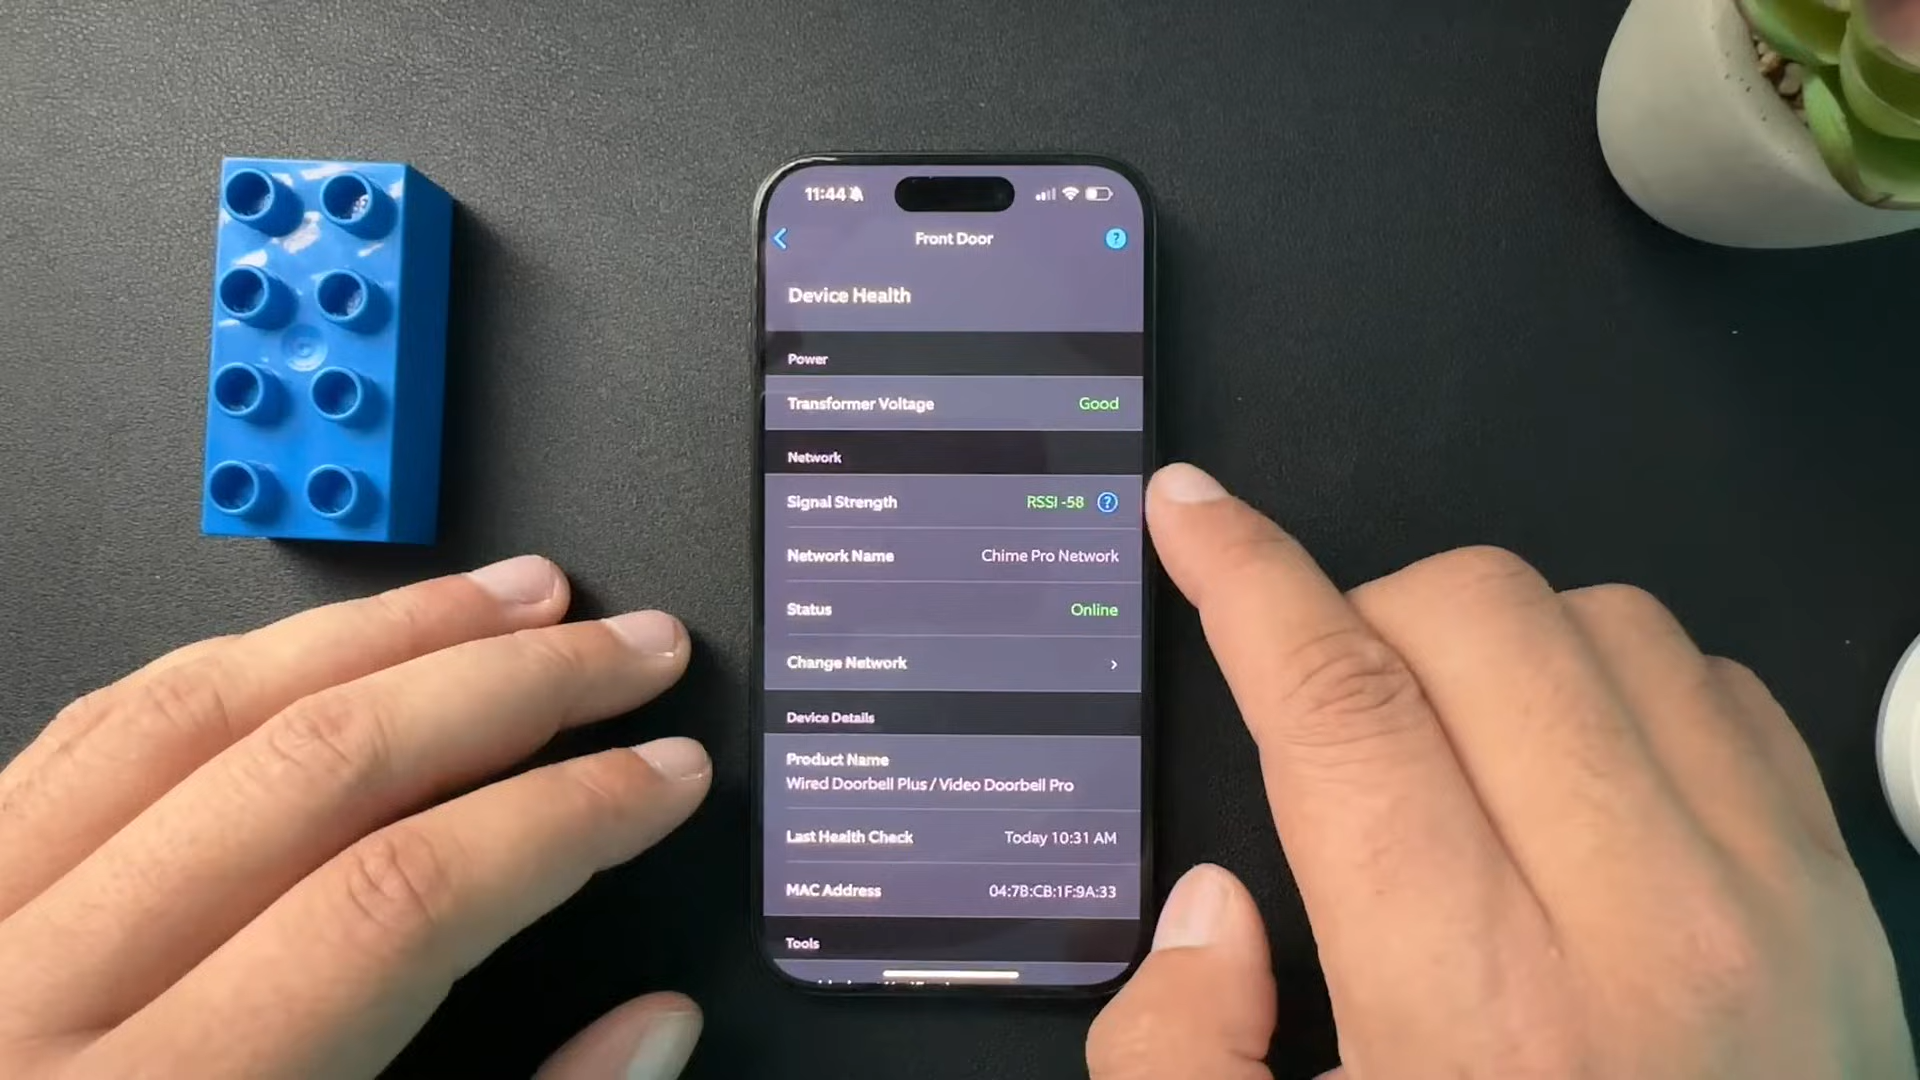 11:44
Front Door
?
Device Health
Power
Transformer Voltage Good
Network
Signal Strength RSSI -58 ?
Network Name Chime Pro Network
Status Online
Change Network
Device Details
Product Name
Wired Doorbell Plus / Video Doorbell Pro
Last Health Check Today 10:31 AM
MAC Address 04:7B:CB:1F:9A:33
Tools